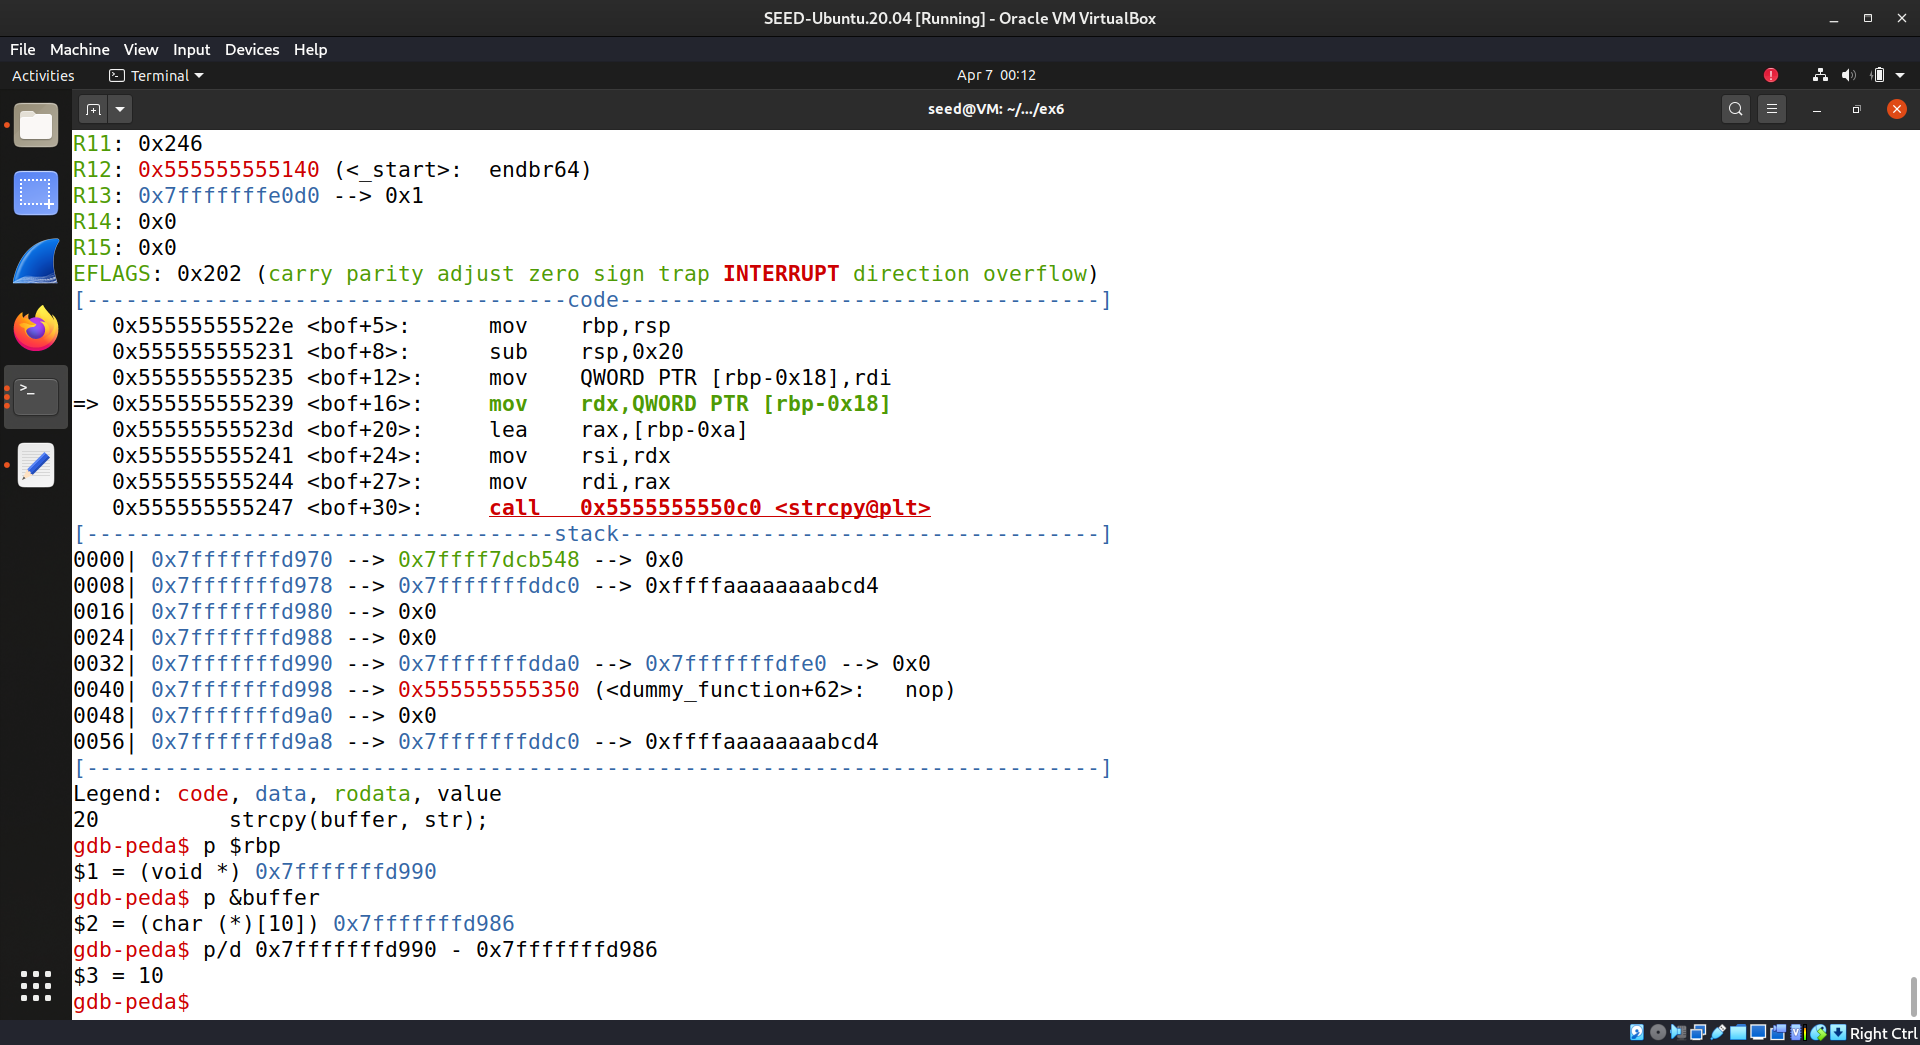 SEED-Ubuntu.20.04 [Running] - Oracle VM VirtualBox
File Machine View Input Devices Help
Activities Terminal Apr 7 00:12
seed@VM: ~/.../ex6
R11: 0x246
R12: 0x555555555140 (<_start>: endbr64)
R13: 0x7fffffffe0d0 --> 0x1
R14: 0x0
R15: 0x0
EFLAGS: 0x202 (carry parity adjust zero sign trap INTERRUPT direction overflow)
[-------------------------------------code-------------------------------------]
0x55555555522e <bof+5>: mov rbp,rsp
0x555555555231 <bof+8>: sub rsp,0x20
0x555555555235 <bof+12>: mov QWORD PTR [rbp-0x18],rdi
=> 0x555555555239 <bof+16>: mov rdx,QWORD PTR [rbp-0x18]
0x55555555523d <bof+20>: lea rax,[rbp-0xa]
0x555555555241 <bof+24>: mov rsi,rdx
0x555555555244 <bof+27>: mov rdi,rax
0x555555555247 <bof+30>: call 0x5555555550c0 <strcpy@plt>
[------------------------------------stack-------------------------------------]
0000| 0x7fffffffd970 --> 0x7ffff7dcb548 --> 0x0
0008| 0x7fffffffd978 --> 0x7fffffffddc0 --> 0xffffaaaaaaaabcd4
0016| 0x7fffffffd980 --> 0x0
0024| 0x7fffffffd988 --> 0x0
0032| 0x7fffffffd990 --> 0x7fffffffdda0 --> 0x7fffffffdfe0 --> 0x0
0040| 0x7fffffffd998 --> 0x555555555350 (<dummy_function+62>: nop)
0048| 0x7fffffffd9a0 --> 0x0
0056| 0x7fffffffd9a8 --> 0x7fffffffddc0 --> 0xffffaaaaaaaabcd4
[------------------------------------------------------------------------------]
Legend: code, data, rodata, value
20 strcpy(buffer, str);
gdb-peda$ p $rbp
$1 = (void *) 0x7fffffffd990
gdb-peda$ p &buffer
$2 = (char (*)[10]) 0x7fffffffd986
gdb-peda$ p/d 0x7fffffffd990 - 0x7fffffffd986
$3 = 10
gdb-peda$
Right Ctrl